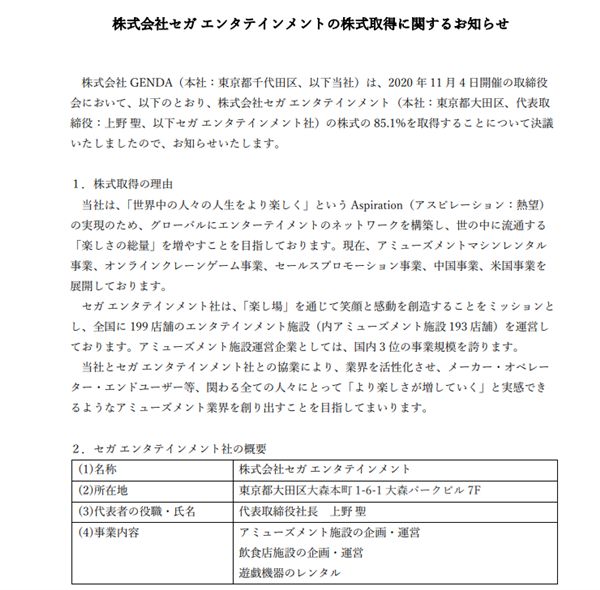 株式会社セガ エンタテインメントの株式取得に関するお知らせ
株式会社 GENDA（本社：東京都千代田区、以下当社）は、2020 年 11 月 4 日開催の取締役
会において、以下のとおり、株式会社セガ エンタテインメント（本社：東京都大田区、代表取
締役：上野 聖、以下セガ エンタテインメント社）の株式の 85.1%を取得することについて決議
いたしましたので、お知らせいたします。
１．株式取得の理由
当社は、「世界中の人々の人生をより楽しく」という Aspiration（アスピレーション：熱望）
の実現のため、グローバルにエンターテイメントのネットワークを構築し、世の中に流通する
「楽しさの総量」を増やすことを目指しております。現在、アミューズメントマシンレンタル
事業、オンラインクレーンゲーム事業、セールスプロモーション事業、中国事業、米国事業を
展開しております。
セガ エンタテインメント社は、「楽し場」を通じて笑顔と感動を創造することをミッションと
し、全国に 199 店舗のエンタテインメント施設（内アミューズメント施設 193 店舗）を運営し
ております。アミューズメント施設運営企業としては、国内３位の事業規模を誇ります。
当社とセガ エンタテインメント社との協業により、業界を活性化させ、メーカー・オペレー
ター・エンドユーザー等、関わる全ての人々にとって「より楽しさが増していく」と実感でき
るようなアミューズメント業界を創り出すことを目指してまいります。
２．セガ エンタテインメント社の概要
(1)名称 株式会社セガ エンタテインメント
(2)所在地 東京都大田区大森本町 1-6-1 大森パークビル 7F
(3)代表者の役職・氏名 代表取締役社長 上野 聖
(4)事業内容 アミューズメント施設の企画・運営
飲食店施設の企画・運営
遊戯機器のレンタル